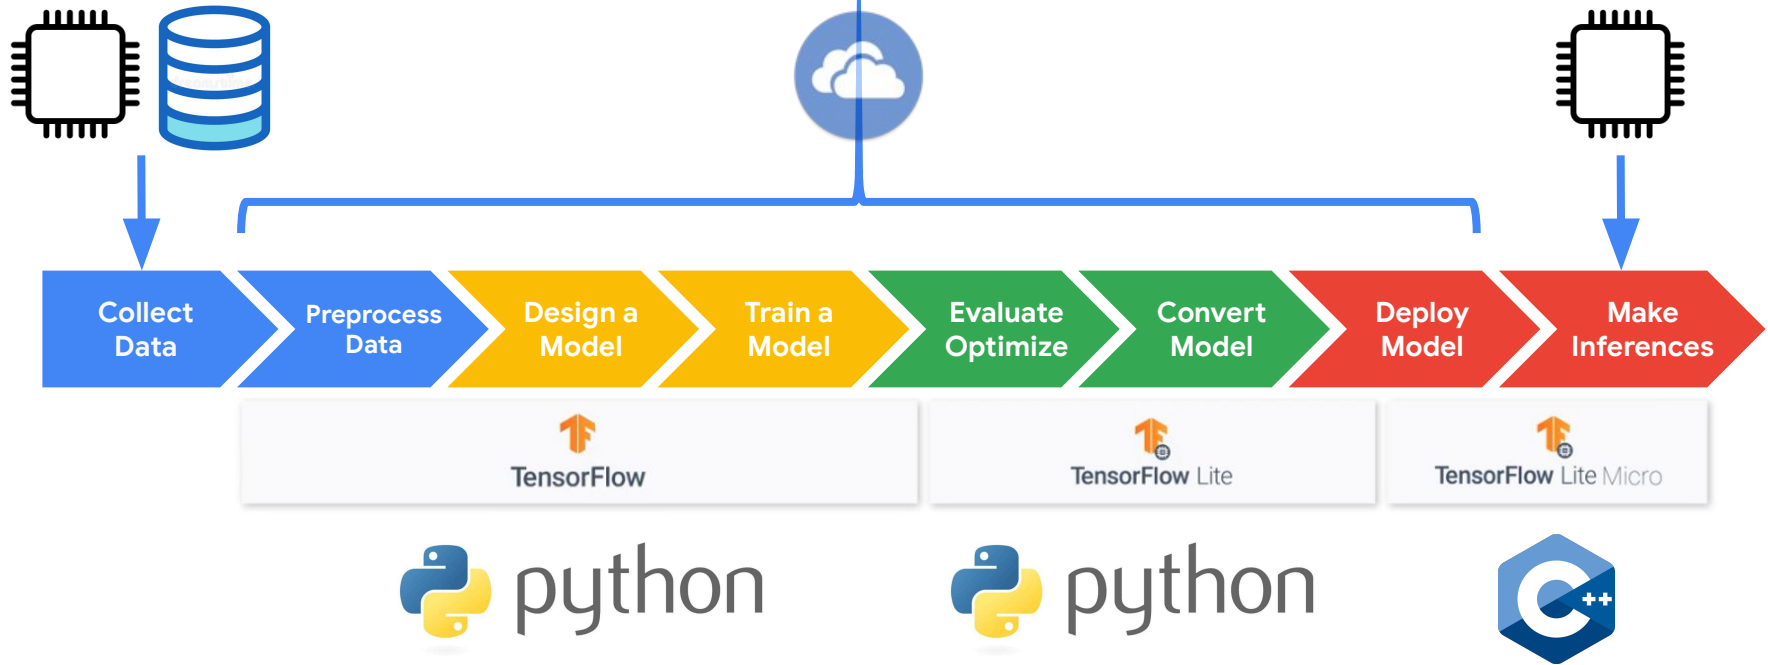 Collect
Data
Preprocess
Data
Design a
Model
Train a
Model
Evaluate
Optimize
Convert
Model
Deploy
Model
Make
Inferences
TensorFlow
TensorFlow Lite
TensorFlow Lite Micro
python
python
C++